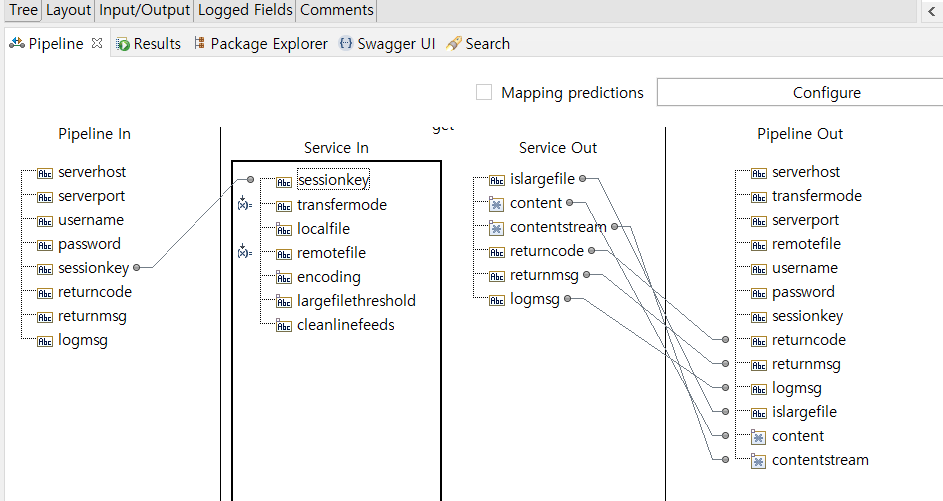 Tree Layout Input/Output Logged Fields Comments
Pipeline Results Package Explorer Swagger UI Search
Mapping predictions Configure
get
Pipeline In
serverhost
serverport
username
password
sessionkey
returncode
returnmsg
logmsg
Service In
sessionkey
transfermode
localfile
remotefile
encoding
largefilethreshold
cleanlinefeeds
Service Out
islargefile
content
contentstream
returncode
returnmsg
logmsg
Pipeline Out
serverhost
transfermode
serverport
remotefile
username
password
sessionkey
returncode
returnmsg
logmsg
islargefile
content
contentstream